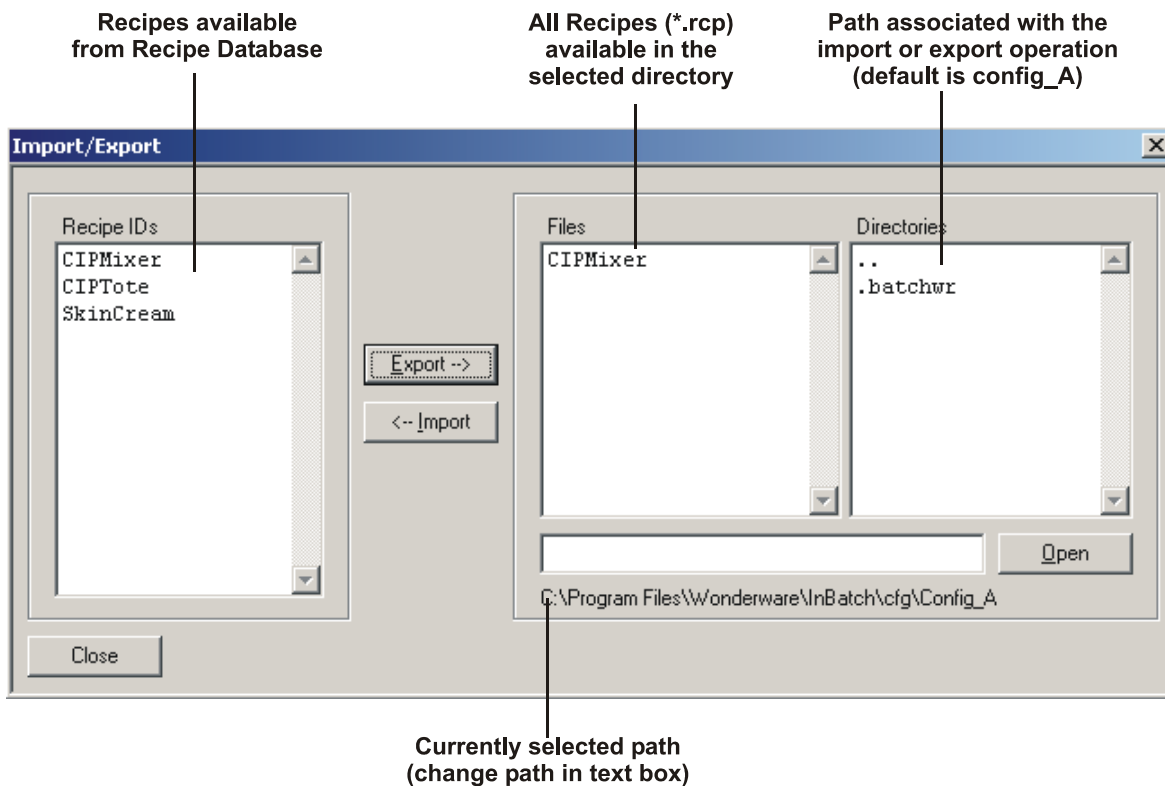 Recipes available
from Recipe Database
All Recipes (*.rcp)
available in the
selected directory
Path associated with the
import or export operation
(default is config_A)
Import/Export
Recipe IDs
CIPMixer
CIPTote
SkinCream
Export -->
<-- Import
Files
CIPMixer
Directories
..
.batchwr
Open
C:\Program Files\Wonderware\InBatch\cfg\Config_A
Close
Currently selected path
(change path in text box)